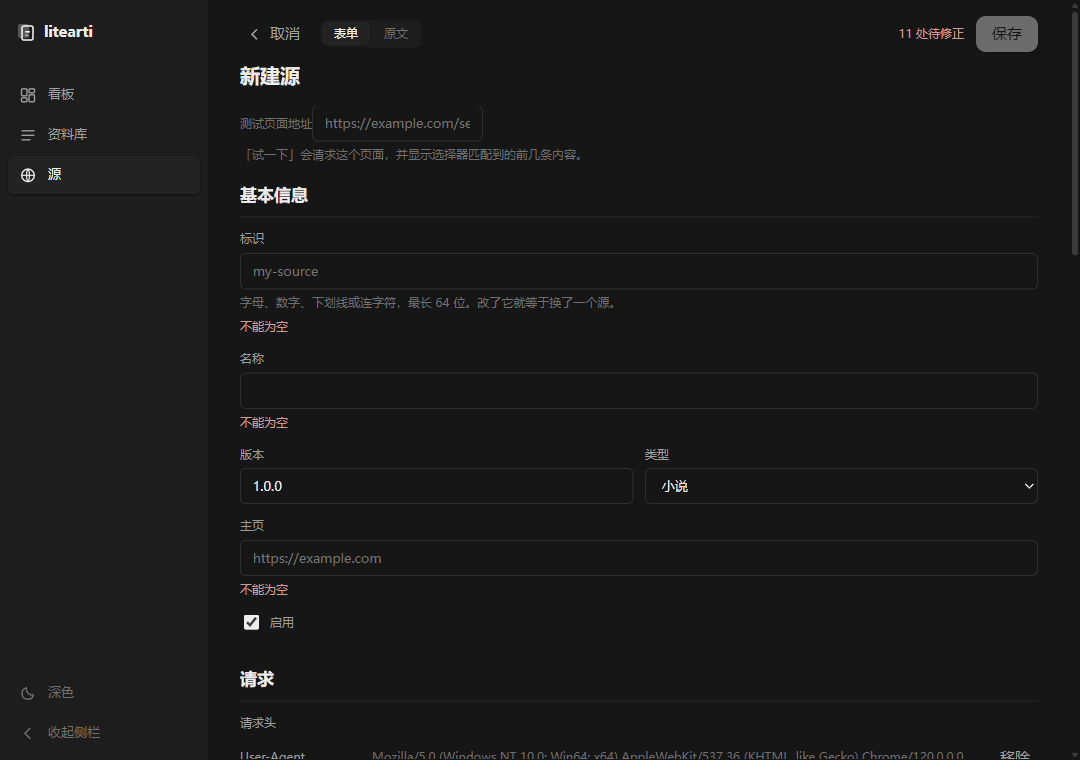 litearti
看板
资料库
源
深色
收起侧栏
取消
表单
原文
11 处待修正
保存
新建源
测试页面地址
https://example.com/se
「试一下」会请求这个页面，并显示选择器匹配到的前几条内容。
基本信息
标识
my-source
字母、数字、下划线或连字符，最长 64 位。改了它就等于换了一个源。
不能为空
名称
不能为空
版本
类型
1.0.0
小说
主页
https://example.com
不能为空
启用
请求
请求头
User-Agent
Mozilla/5.0 (Windows NT 10.0; Win64; x64) AppleWebKit/537.36 (KHTML, like Gecko) Chrome/120.0.0.0
移除